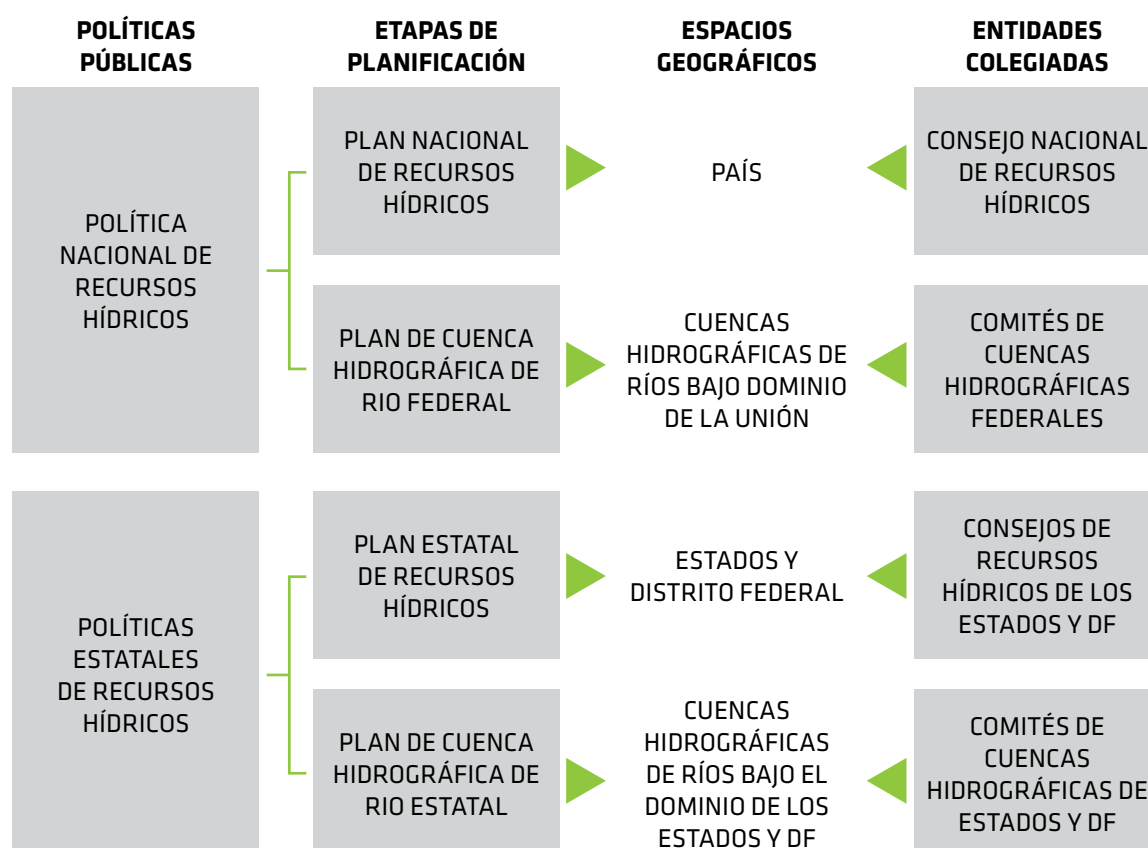 POLÍTICAS
PÚBLICAS
ETAPAS DE
PLANIFICACIÓN
ESPACIOS
GEOGRÁFICOS
ENTIDADES
COLEGIADAS
POLÍTICA
NACIONAL DE
RECURSOS
HÍDRICOS
PLAN NACIONAL
DE RECURSOS
HÍDRICOS
PAÍS
CONSEJO NACIONAL
DE RECURSOS
HÍDRICOS
PLAN DE CUENCA
HIDROGRÁFICA DE
RIO FEDERAL
CUENCAS
HIDROGRÁFICAS DE
RÍOS BAJO DOMINIO
DE LA UNIÓN
COMITÉS DE
CUENCAS
HIDROGRÁFICAS
FEDERALES
POLÍTICAS
ESTATALES
DE RECURSOS
HÍDRICOS
PLAN ESTATAL
DE RECURSOS
HÍDRICOS
ESTADOS Y
DISTRITO FEDERAL
CONSEJOS DE
RECURSOS
HÍDRICOS DE LOS
ESTADOS Y DF
PLAN DE CUENCA
HIDROGRÁFICA DE
RIO ESTATAL
CUENCAS
HIDROGRÁFICAS
DE RÍOS BAJO EL
DOMINIO DE LOS
ESTADOS Y DF
COMITÉS DE
CUENCAS
HIDROGRÁFICAS DE
ESTADOS Y DF